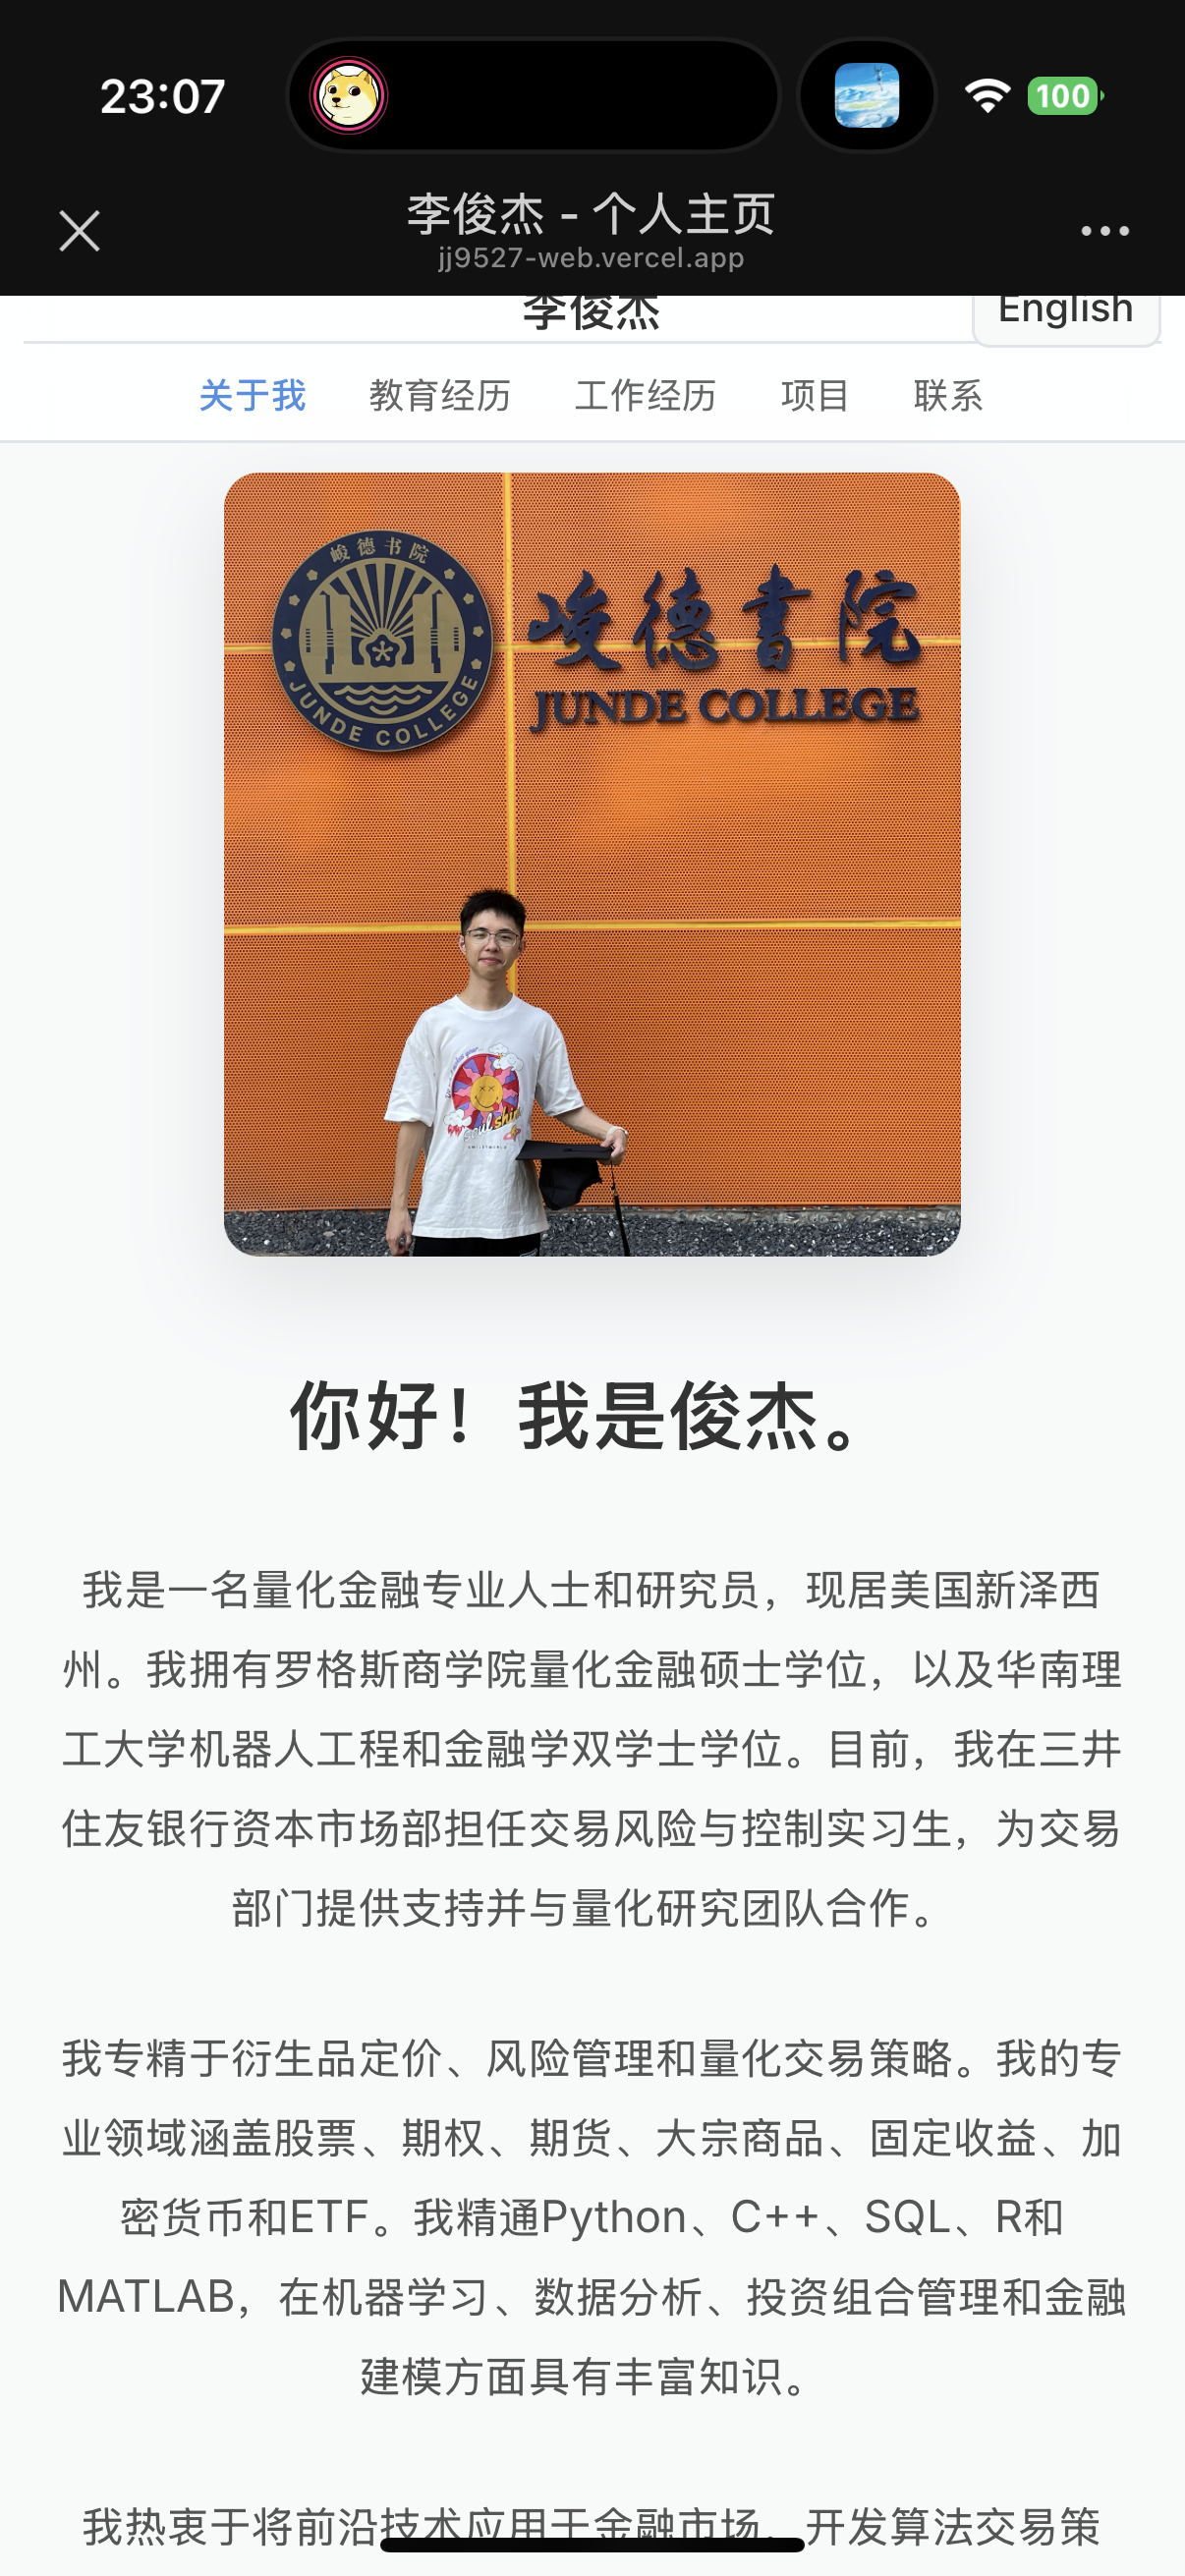 23:07
100
李俊杰 - 个人主页
jj9527-web.vercel.app
李俊杰
English
关于我 教育经历 工作经历 项目 联系
峻德书院
JUNDE COLLEGE
峻德書院
JUNDE COLLEGE
你好！我是俊杰。
我是一名量化金融专业人士和研究员，现居美国新泽西
州。我拥有罗格斯商学院量化金融硕士学位，以及华南理
工大学机器人工程和金融学双学士学位。目前，我在三井
住友银行资本市场部担任交易风险与控制实习生，为交易
部门提供支持并与量化研究团队合作。
我专精于衍生品定价、风险管理和量化交易策略。我的专
业领域涵盖股票、期权、期货、大宗商品、固定收益、加
密货币和ETF。我精通Python、C++、SQL、R和
MATLAB，在机器学习、数据分析、投资组合管理和金融
建模方面具有丰富知识。
我热衷于将前沿技术应用于金融市场，开发算法交易策